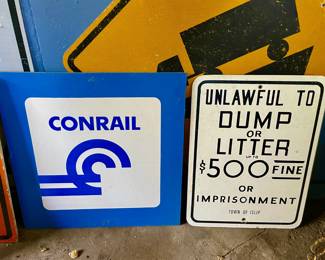 CONRAIL
UNLAWFUL TO
DUMP
OR
LITTER
UP TO
$500 FINE
OR
IMPRISONMENT
TOWN OF ISLIP